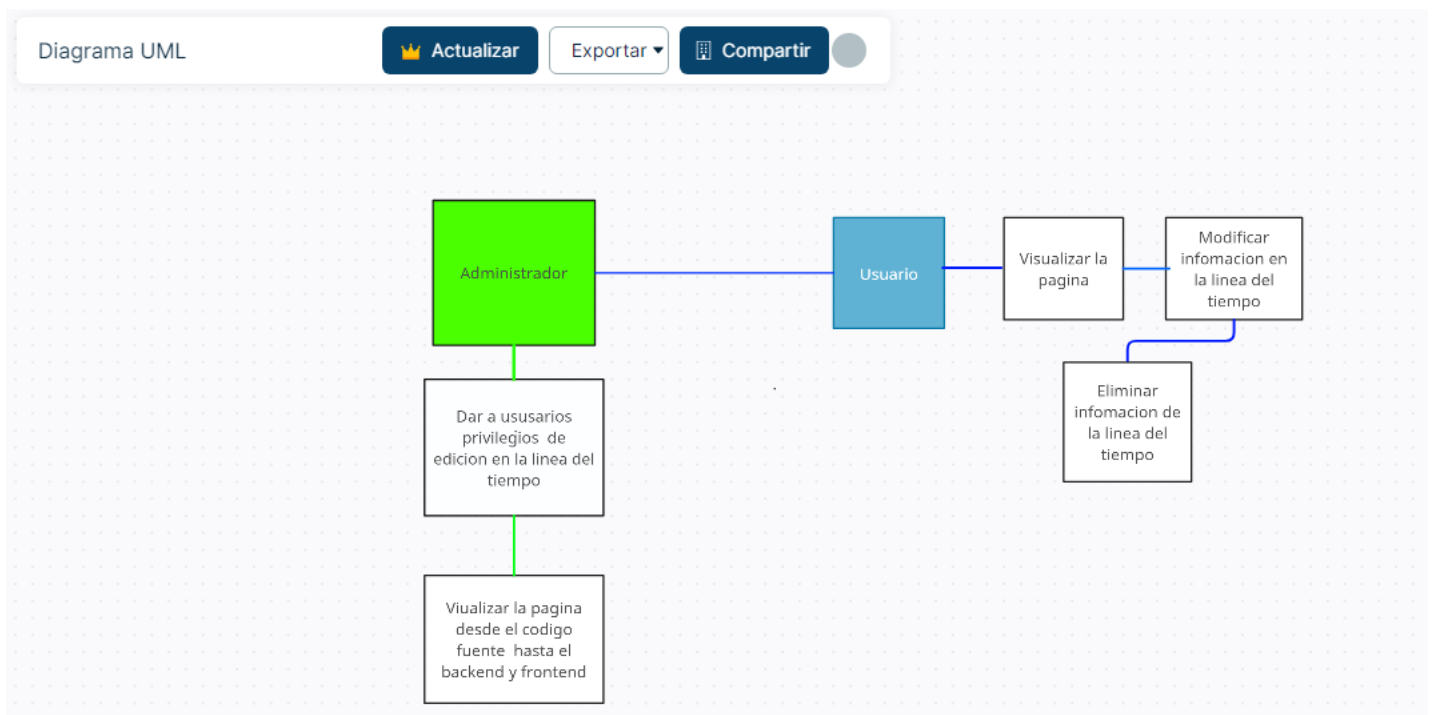 Diagrama UML
Actualizar
Exportar
Compartir
Administrador
Usuario
Visualizar la
pagina
Modificar
infomacion en
la linea del
tiempo
Eliminar
infomacion de
la linea del
tiempo
Dar a ususarios
privilegios de
edicion en la linea del
tiempo
Viualizar la pagina
desde el codigo
fuente hasta el
backend y frontend